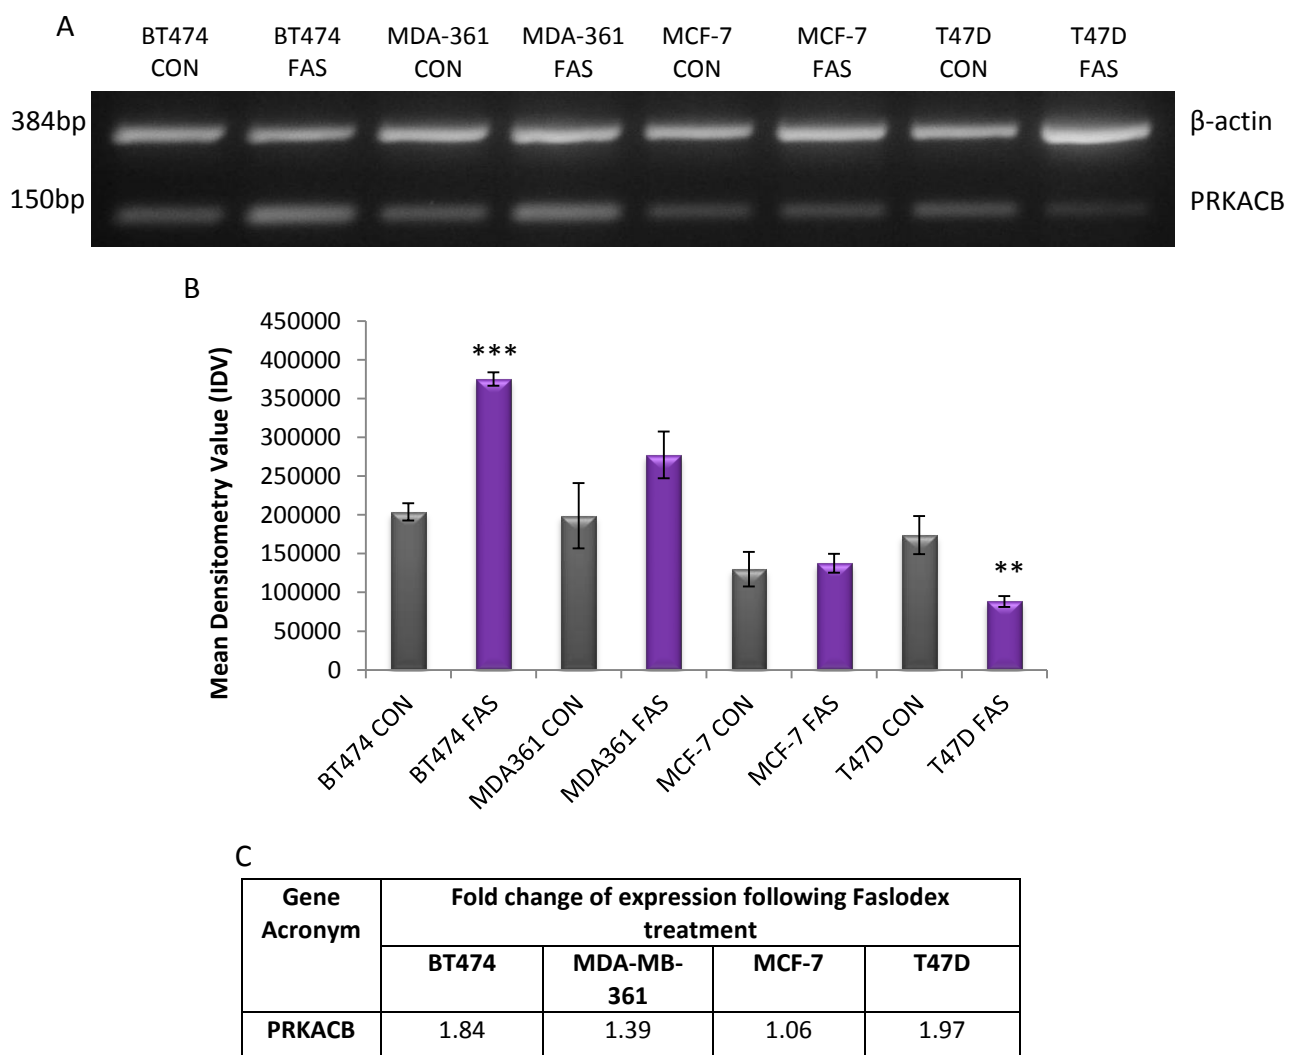 A
BT474 CON
BT474 FAS
MDA-361 CON
MDA-361 FAS
MCF-7 CON
MCF-7 FAS
T47D CON
T47D FAS
384bp
β-actin
150bp
PRKACB
B
Mean Densitometry Value (IDV)
450000
400000
350000
300000
250000
200000
150000
100000
50000
0
***
**
BT474 CON
BT474 FAS
MDA361 CON
MDA361 FAS
MCF-7 CON
MCF-7 FAS
T47D CON
T47D FAS
C
Gene
Acronym
Fold change of expression following Faslodex
treatment
BT474
MDA-MB-
361
MCF-7
T47D
PRKACB
1.84
1.39
1.06
1.97